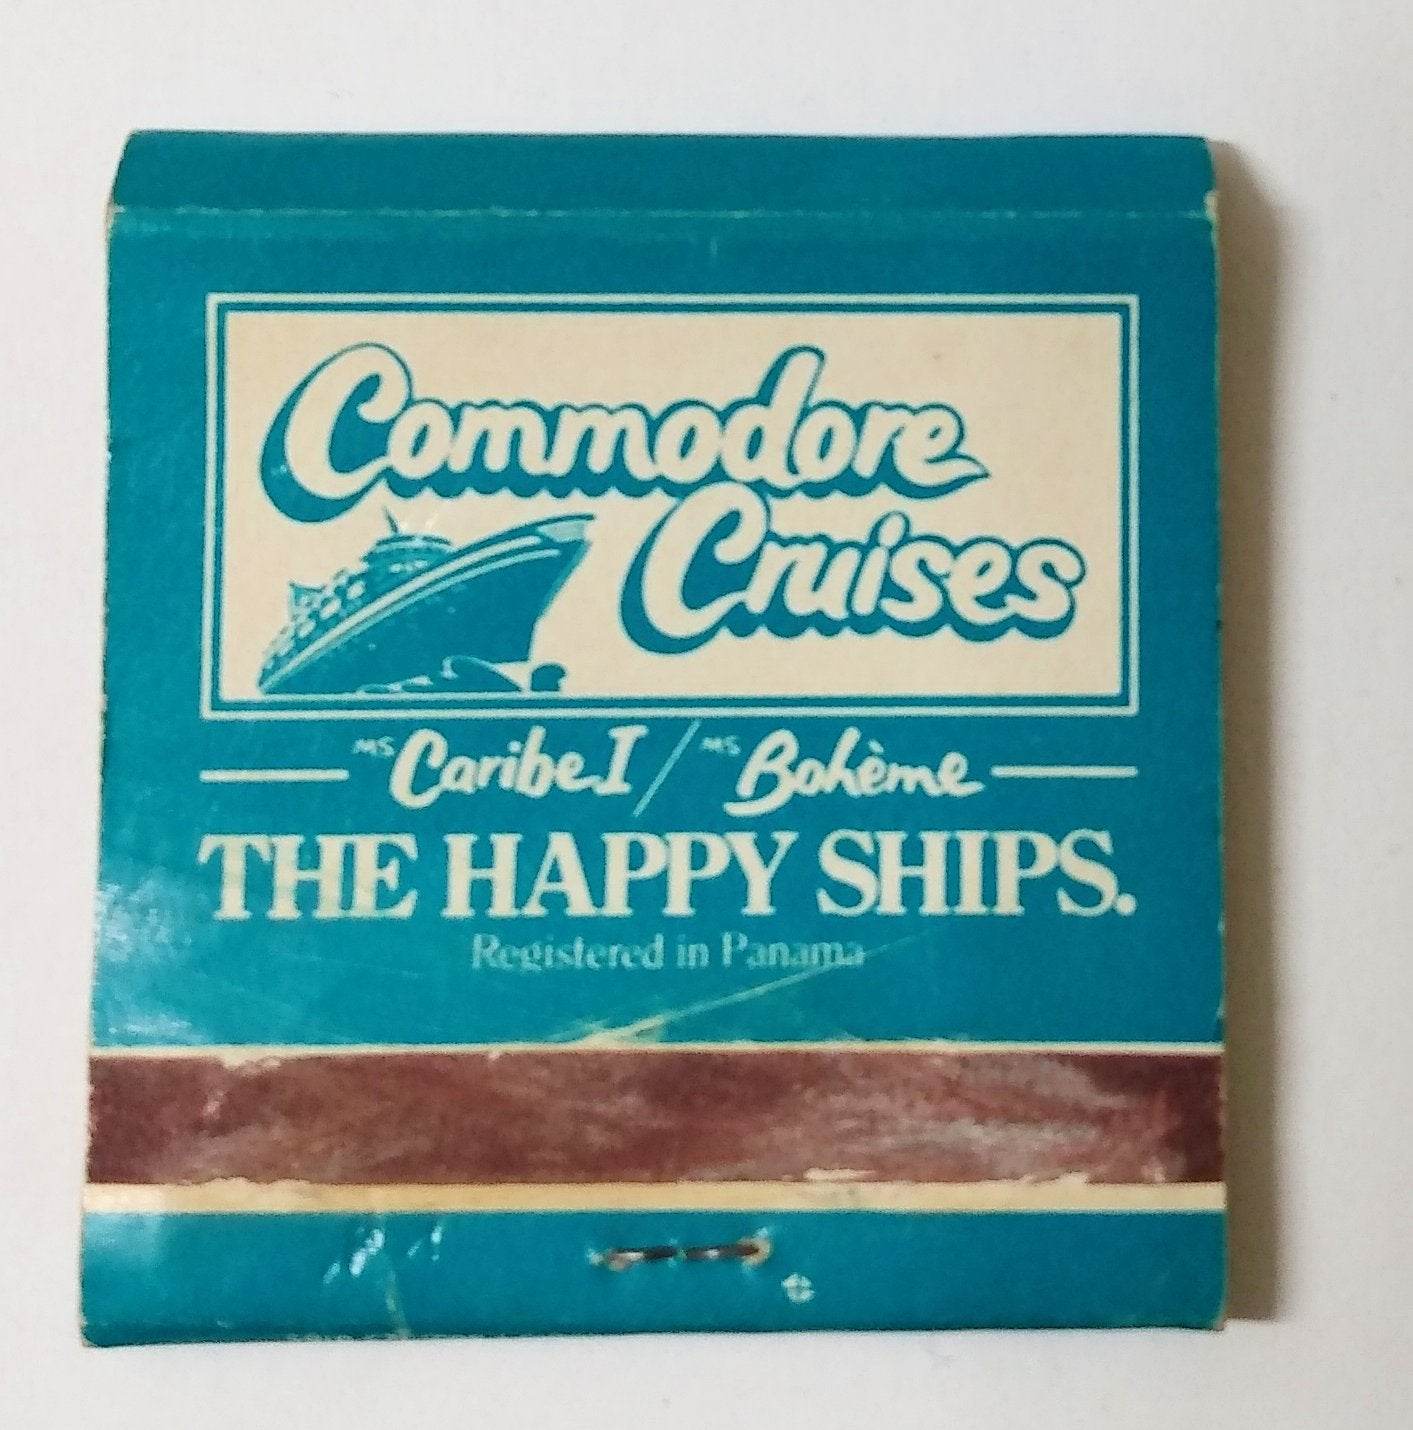 Commodore
Cruises
MS Caribe I / MS Bohème
THE HAPPY SHIPS.
Registered in Panama